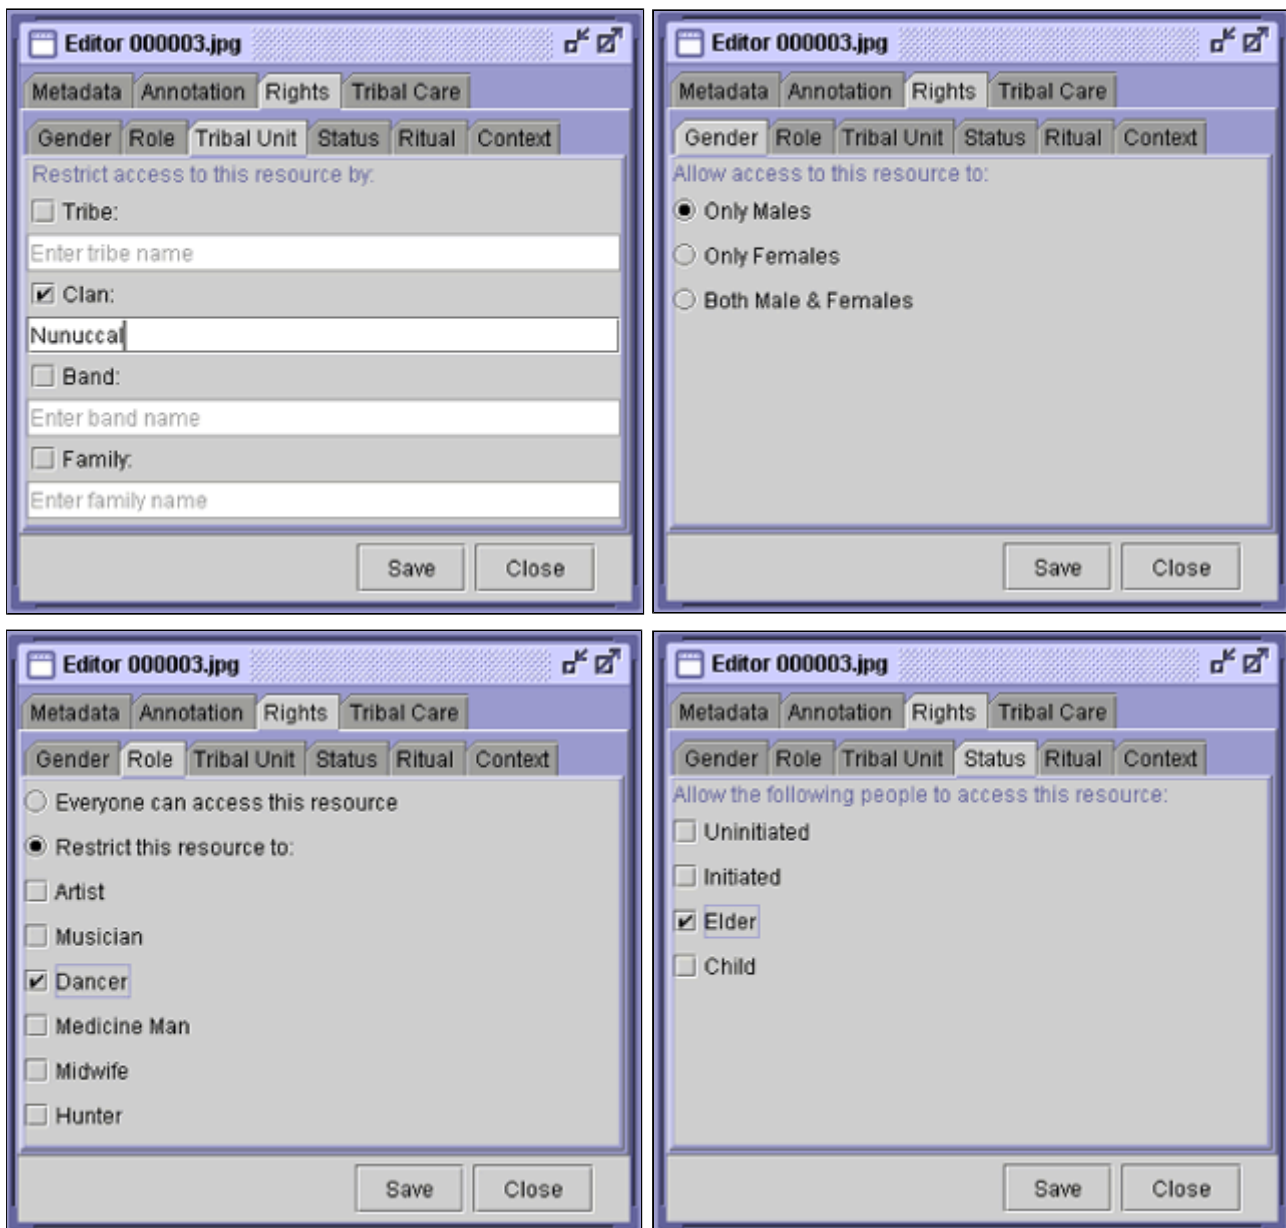 Editor 000003.jpg
Metadata Annotation Rights Tribal Care
Gender Role Tribal Unit Status Ritual Context
Restrict access to this resource by:
Tribe:
Enter tribe name
Clan:
Nunuccal
Band:
Enter band name
Family:
Enter family name
Save Close
Editor 000003.jpg
Metadata Annotation Rights Tribal Care
Gender Role Tribal Unit Status Ritual Context
Allow access to this resource to:
Only Males
Only Females
Both Male & Females
Save Close
Editor 000003.jpg
Metadata Annotation Rights Tribal Care
Gender Role Tribal Unit Status Ritual Context
Everyone can access this resource
Restrict this resource to:
Artist
Musician
Dancer
Medicine Man
Midwife
Hunter
Save Close
Editor 000003.jpg
Metadata Annotation Rights Tribal Care
Gender Role Tribal Unit Status Ritual Context
Allow the following people to access this resource:
Uninitiated
Initiated
Elder
Child
Save Close